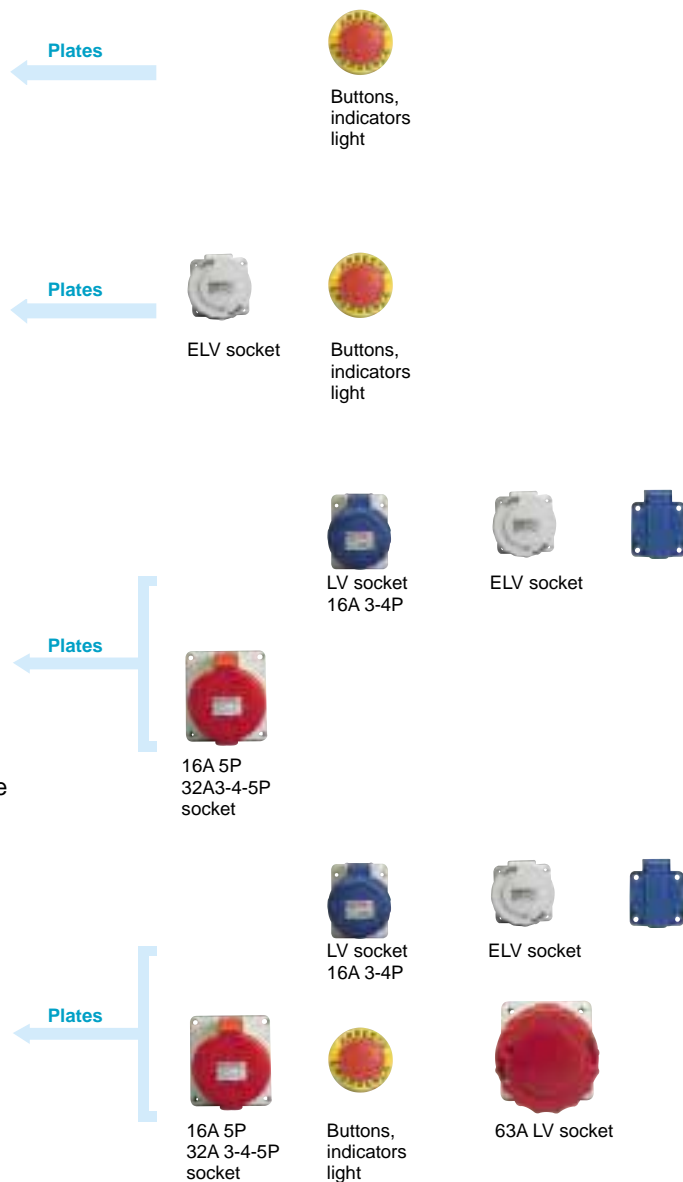 Plates
Buttons,
indicators
light
Plates
ELV socket
Buttons,
indicators
light
LV socket
16A 3-4P
ELV socket
Plates
16A 5P
32A3-4-5P
socket
e
LV socket
16A 3-4P
ELV socket
Plates
16A 5P
32A 3-4-5P
socket
Buttons,
indicators
light
63A LV socket